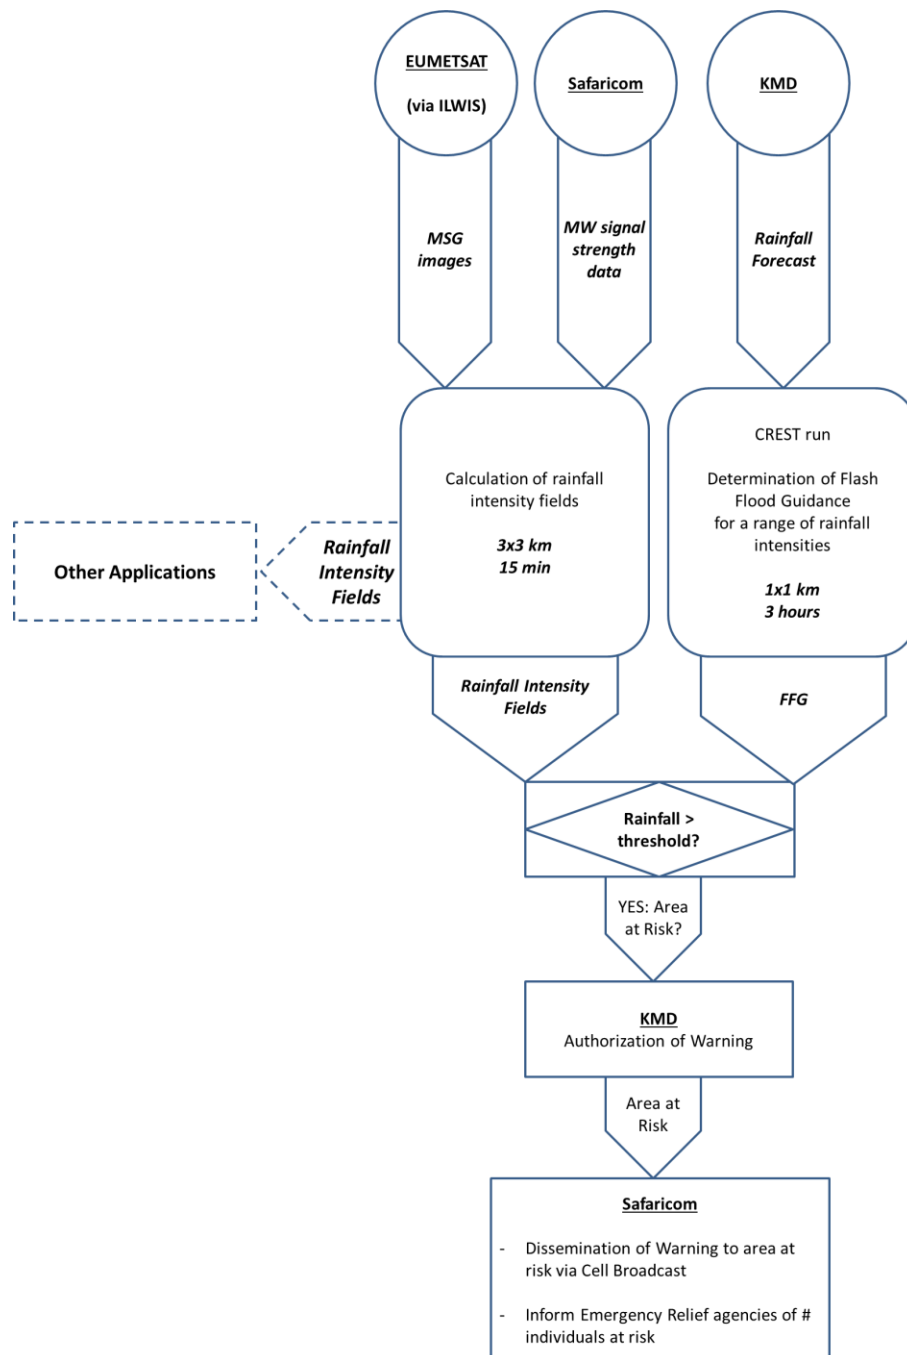 EUMETSAT
(via ILWIS)
Safaricom
KMD
MSG
images
MW signal
strength
data
Rainfall
Forecast
Calculation of rainfall
intensity fields
3x3 km
15 min
CREST run
Determination of Flash
Flood Guidance
for a range of rainfall
intensities
1x1 km
3 hours
Other Applications
Rainfall
Intensity
Fields
Rainfall Intensity
Fields
FFG
Rainfall >
threshold?
YES: Area
at Risk?
KMD
Authorization of Warning
Area at
Risk
Safaricom
- Dissemination of Warning to area at
risk via Cell Broadcast
- Inform Emergency Relief agencies of #
individuals at risk